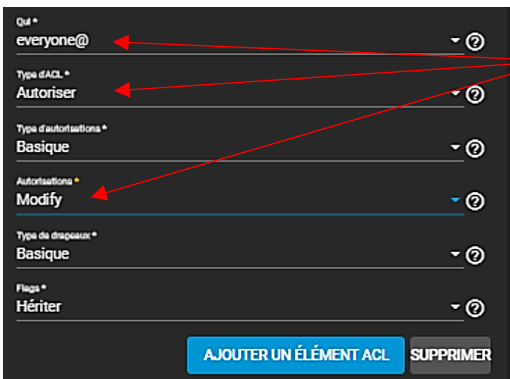 Qui *
everyone@
Type d'ACL *
Autoriser
Type d'autorisations *
Basique
Autorisations *
Modify
Type de drapeaux *
Basique
Flags *
Hériter
AJOUTER UN ÉLÉMENT ACL SUPPRIMER